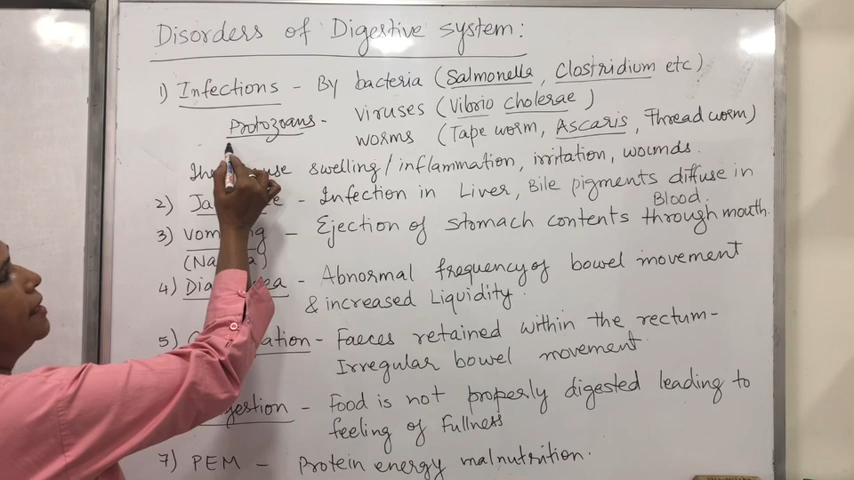 Disorders of Digestive system:
1) Infections - By bacteria (Salmonella, Clostridium etc)
viruses (Vibrio cholerae)
Protozoans -
worms (Tape worm, Ascaris, Thread worm)
swelling/inflammation, irritation, wounds.
2) - Infection in Liver, Bile pigments diffuse in
Blood.
3) - Ejection of stomach contents through mouth.
4) - Abnormal frequency of bowel movement
& increased Liquidity.
5) - Faeces retained within the rectum-
Irregular bowel movement
- Food is not properly digested leading to
feeling of fullness
7) PEM - Protein energy malnutrition.